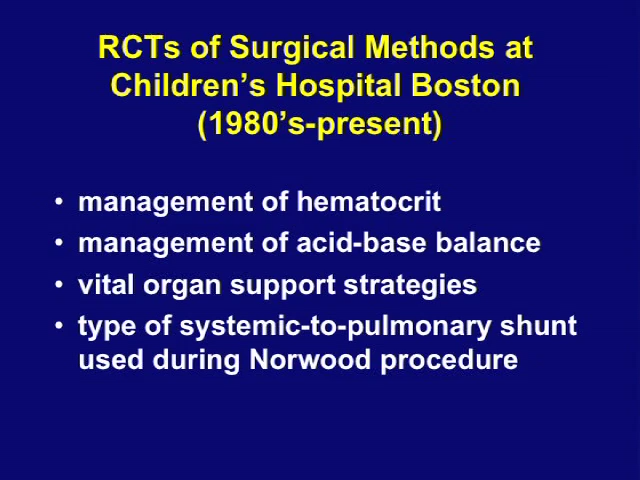 RCTs of Surgical Methods at
Children’s Hospital Boston
(1980’s-present)
• management of hematocrit
• management of acid-base balance
• vital organ support strategies
• type of systemic-to-pulmonary shunt
used during Norwood procedure